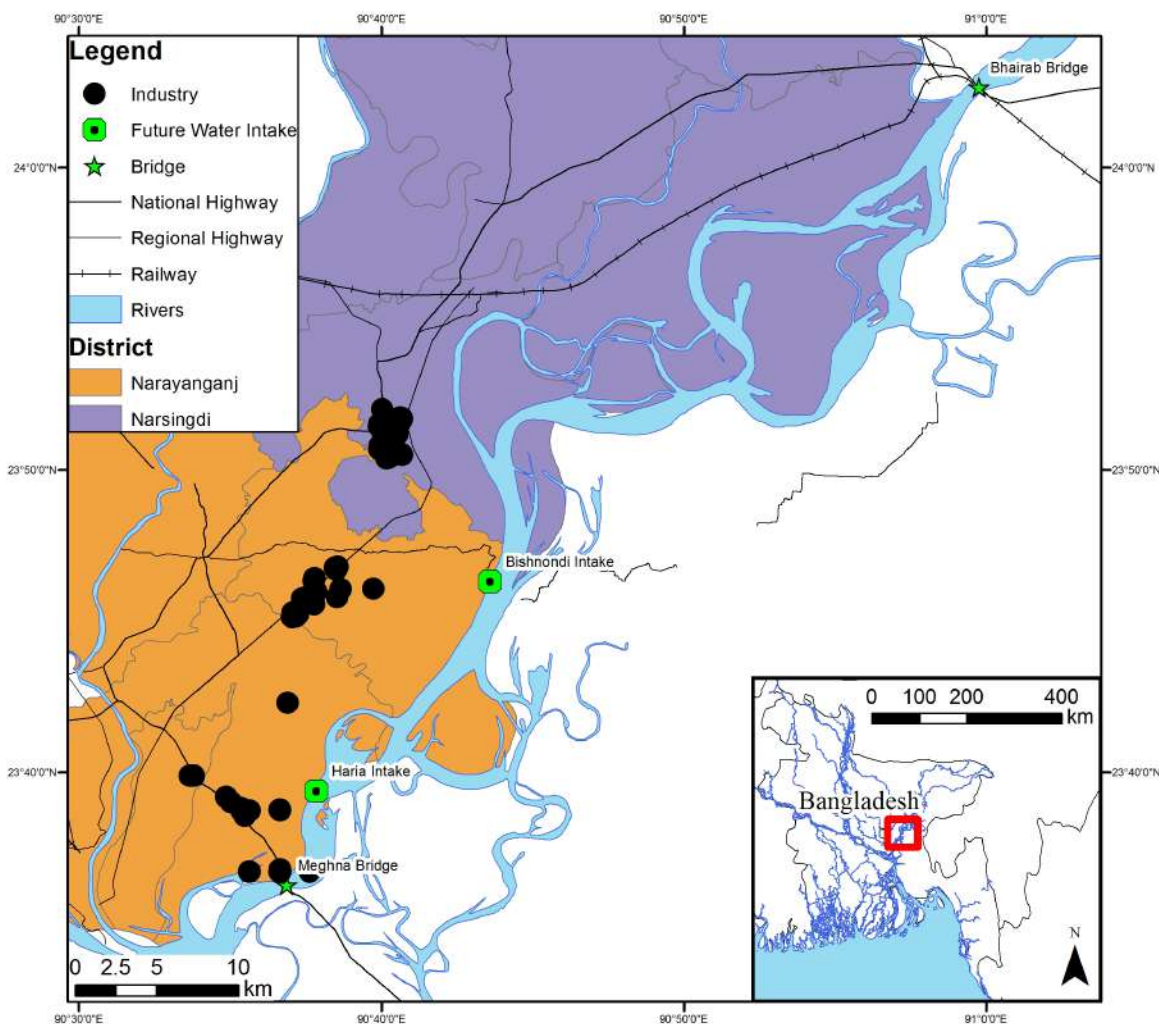 90°30'0"E
90°40'0"E
90°50'0"E
91°0'0"E
Legend
Industry
Future Water Intake
Bridge
National Highway
Regional Highway
Railway
Rivers
District
Narayanganj
Narsingdi
Bhairab Bridge
24°0'0"N
24°0'0"N
23°50'0"N
23°50'0"N
Bishnondi Intake
23°40'0"N
23°40'0"N
Haria Intake
Meghna Bridge
0 100 200 400
km
Bangladesh
N
0 2.5 5 10
km
90°30'0"E
90°40'0"E
90°50'0"E
91°0'0"E